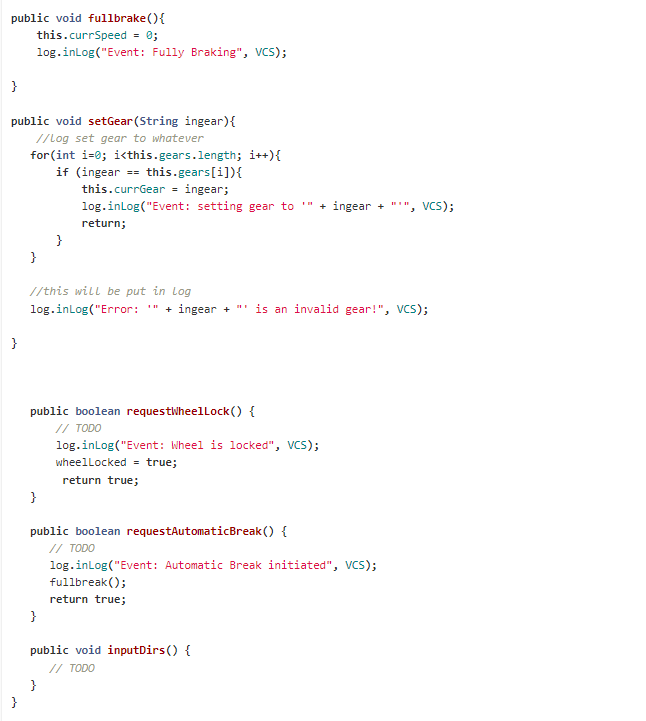 public void fullbrake(){
this.currSpeed = 0;
log.inLog("Event: Fully Braking", VCS);
}
public void setGear(String ingear){
//Log set gear to whatever
for(int i=0; i<this.gears.length; i++){
if (ingear == this.gears[i]){
this.currGear = ingear;
log.inLog("Event: setting gear to '" + ingear + "'", VCS);
return;
}
}
//this will be put in Log
log.inLog("Error: '" + ingear + "' is an invalid gear!", VCS);
}
public boolean requestWheelLock() {
// TODO
log.inLog("Event: Wheel is locked", VCS);
wheelLocked = true;
return true;
}
public boolean requestAutomaticBreak() {
// TODO
log.inLog("Event: Automatic Break initiated", VCS);
fullbreak();
return true;
}
public void inputDirs() {
// TODO
}
}